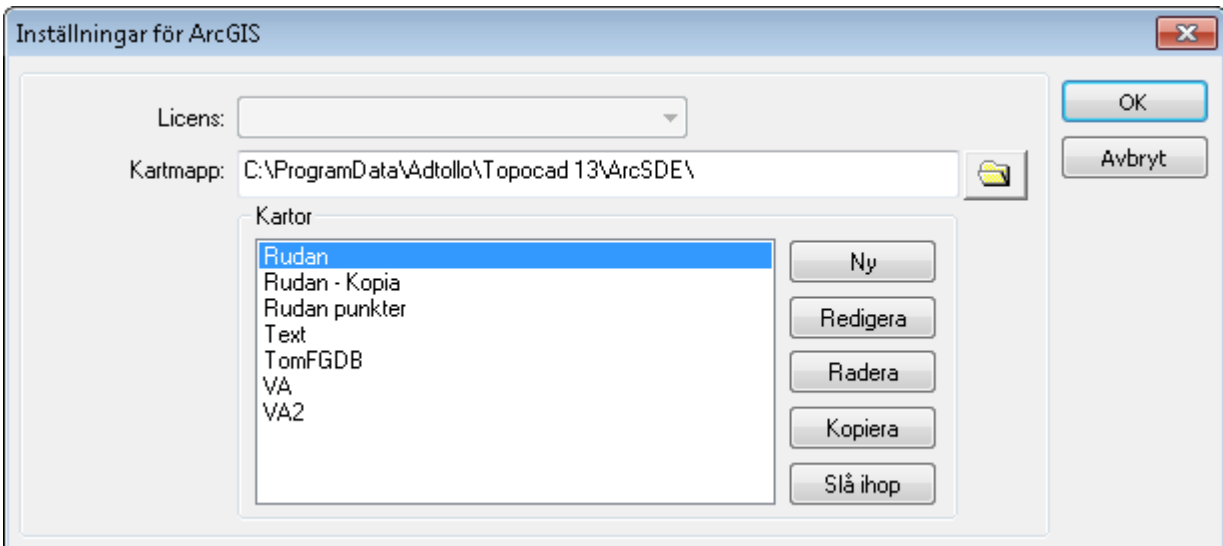 Inställningar för ArcGIS
Licens:
OK
Kartmapp: C:\ProgramData\Adtollo\Topocad 13\ArcSDE\
Avbryt
Kartor
Rudan
Rudan - Kopia
Rudan punkter
Text
TomFGDB
VA
VA2
Ny
Redigera
Radera
Kopiera
Slå ihop